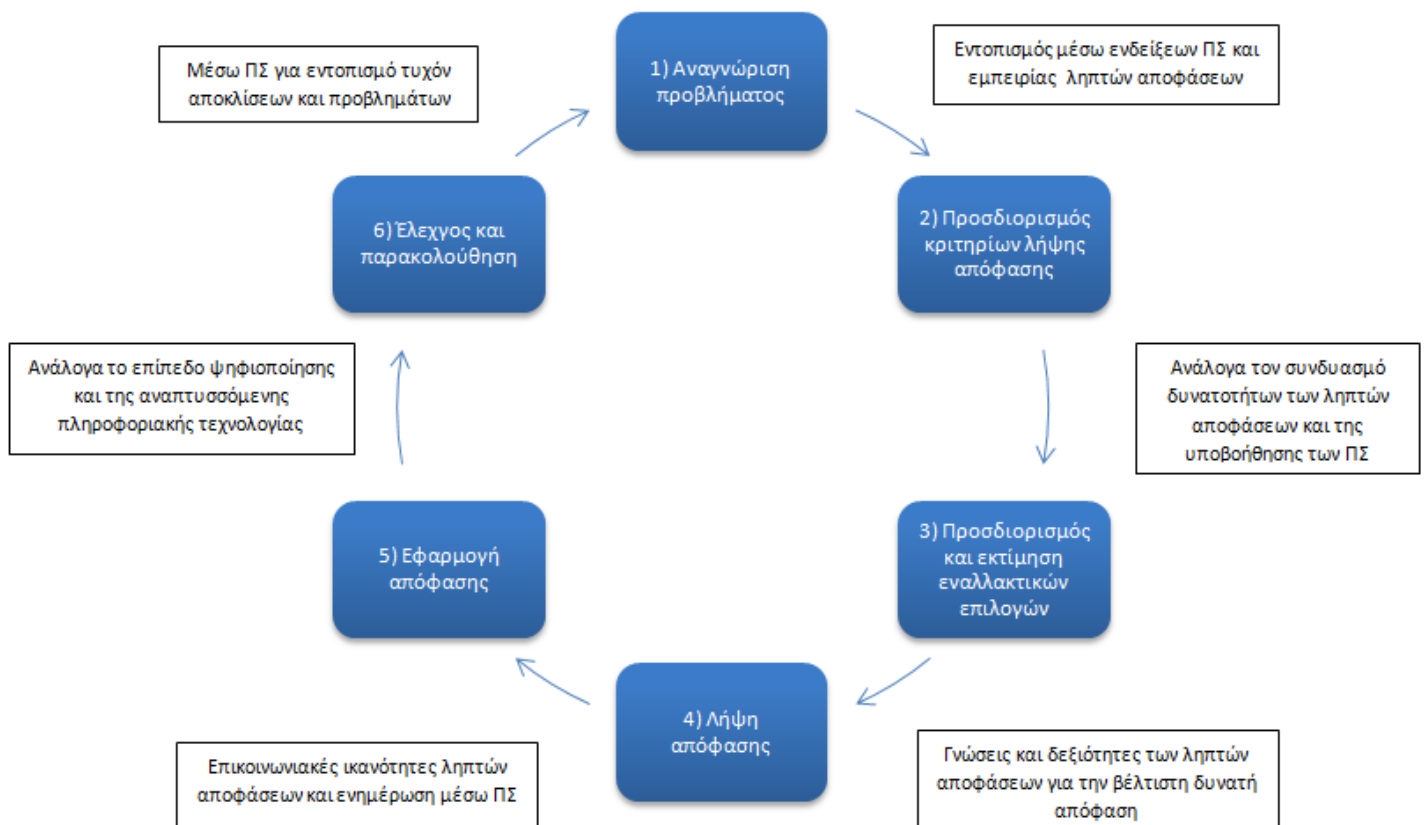 1) Αναγνώριση
προβλήματος
Εντοπισμός μέσω ενδείξεων ΠΣ και
εμπειρίας ληπτών αποφάσεων
2) Προσδιορισμός
κριτηρίων λήψης
απόφασης
Ανάλογα τον συνδυασμό
δυνατοτήτων των ληπτών
αποφάσεων και της
υποβοήθησης των ΠΣ
3) Προσδιορισμός
και εκτίμηση
εναλλακτικών
επιλογών
Γνώσεις και δεξιότητες των ληπτών
αποφάσεων για την βέλτιστη δυνατή
απόφαση
4) Λήψη
απόφασης
Επικοινωνιακές ικανότητες ληπτών
αποφάσεων και ενημέρωση μέσω ΠΣ
5) Εφαρμογή
απόφασης
Ανάλογα το επίπεδο ψηφιοποίησης
και της αναπτυσσόμενης
πληροφοριακής τεχνολογίας
6) Έλεγχος και
παρακολούθηση
Μέσω ΠΣ για εντοπισμό τυχόν
αποκλίσεων και προβλημάτων